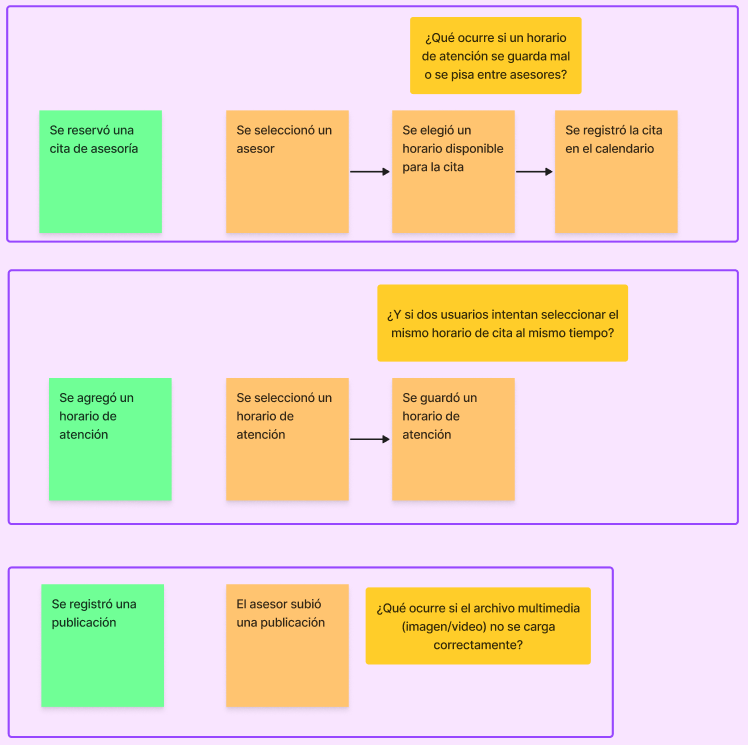 ¿Qué ocurre si un horario
de atención se guarda mal
o se pisa entre asesores?
Se reservó una
cita de asesoría
Se seleccionó un
asesor
Se elegió un
horario disponible
para la cita
Se registró la cita
en el calendario
¿Y si dos usuarios intentan seleccionar el
mismo horario de cita al mismo tiempo?
Se agregó un
horario de
atención
Se seleccionó un
horario de
atención
Se guardó un
horario de
atención
Se registró una
publicación
El asesor subió
una publicación
¿Qué ocurre si el archivo multimedia
(imagen/video) no se carga
correctamente?